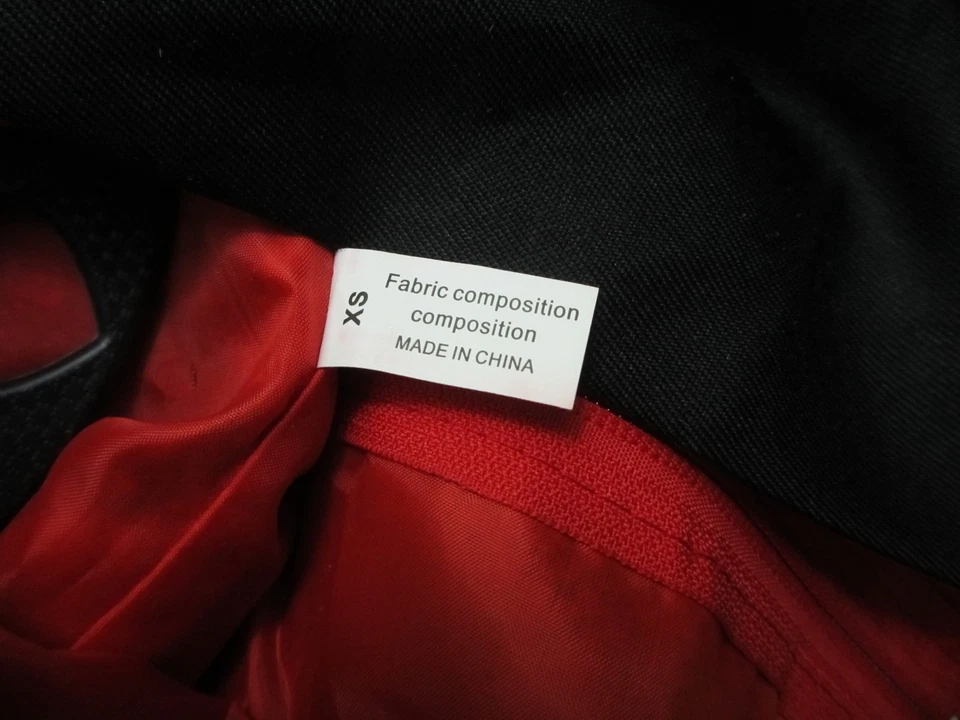 XS
Fabric composition
composition
MADE IN CHINA